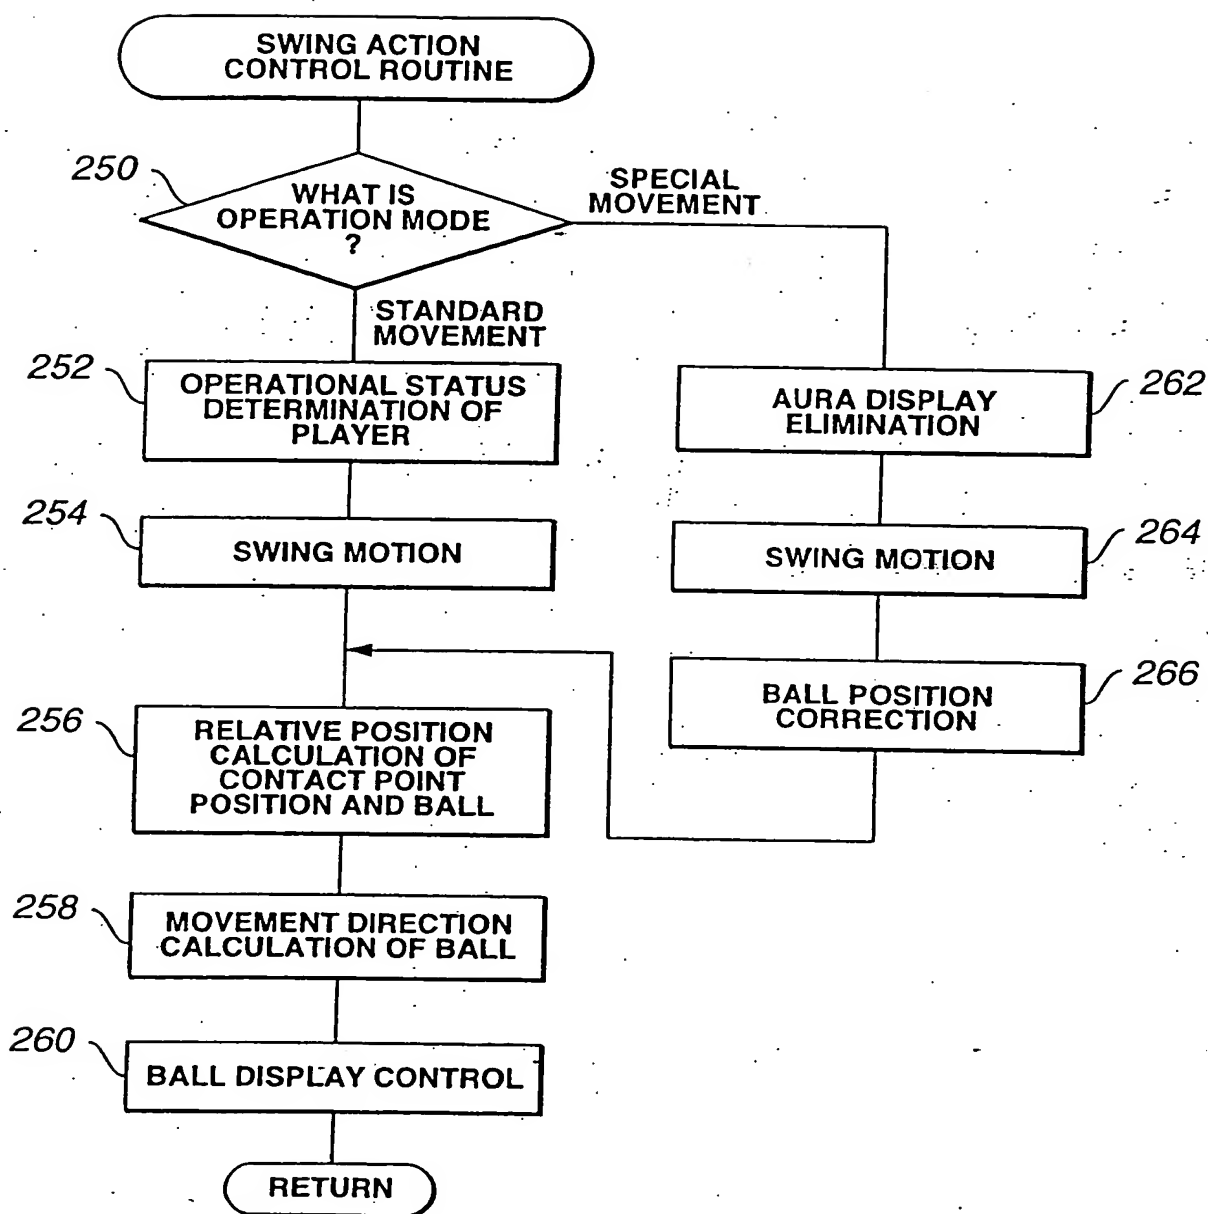 SWING ACTION
CONTROL ROUTINE
250
WHAT IS
OPERATION MODE
?
SPECIAL
MOVEMENT
STANDARD
MOVEMENT
252
OPERATIONAL STATUS
DETERMINATION OF
PLAYER
262
AURA DISPLAY
ELIMINATION
254
SWING MOTION
264
SWING MOTION
266
BALL POSITION
CORRECTION
256
RELATIVE POSITION
CALCULATION OF
CONTACT POINT
POSITION AND BALL
258
MOVEMENT DIRECTION
CALCULATION OF BALL
260
BALL DISPLAY CONTROL
RETURN